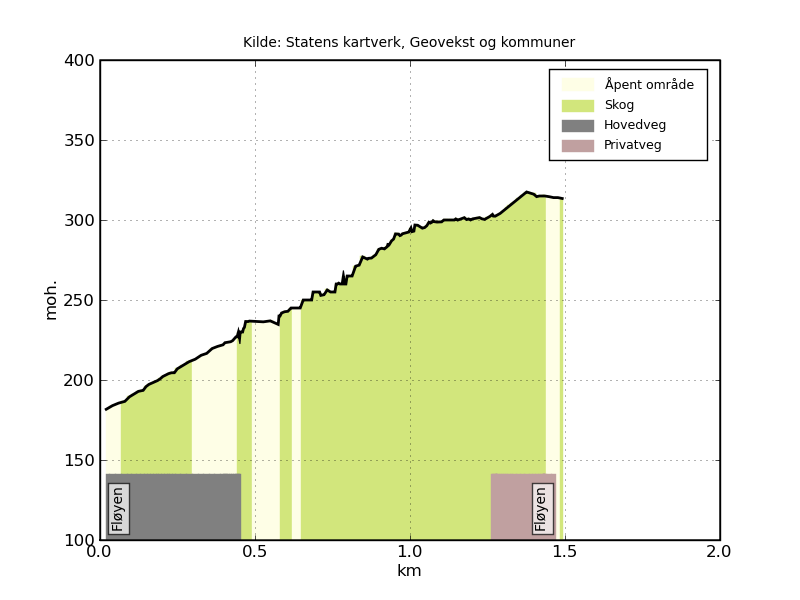 Kilde: Statens kartverk, Geovekst og kommuner
400
350
300
250
200
150
100
moh.
Åpent område
Skog
Hovedveg
Privatveg
Fløyen
Fløyen
0.0 0.5 1.0 1.5 2.0
km